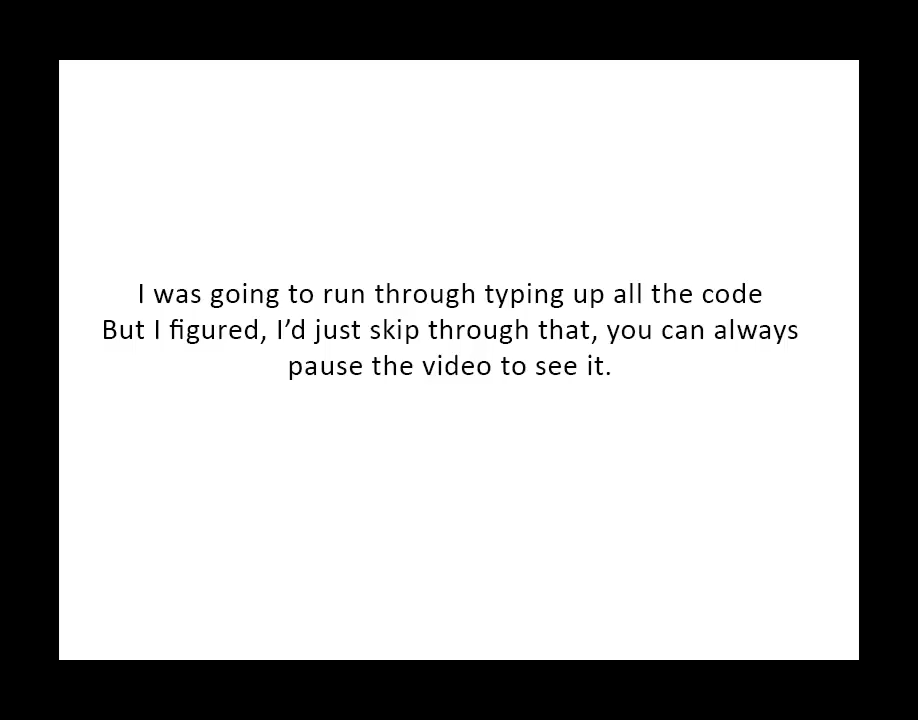 I was going to run through typing up all the code
But I figured, I’d just skip through that, you can always
pause the video to see it.